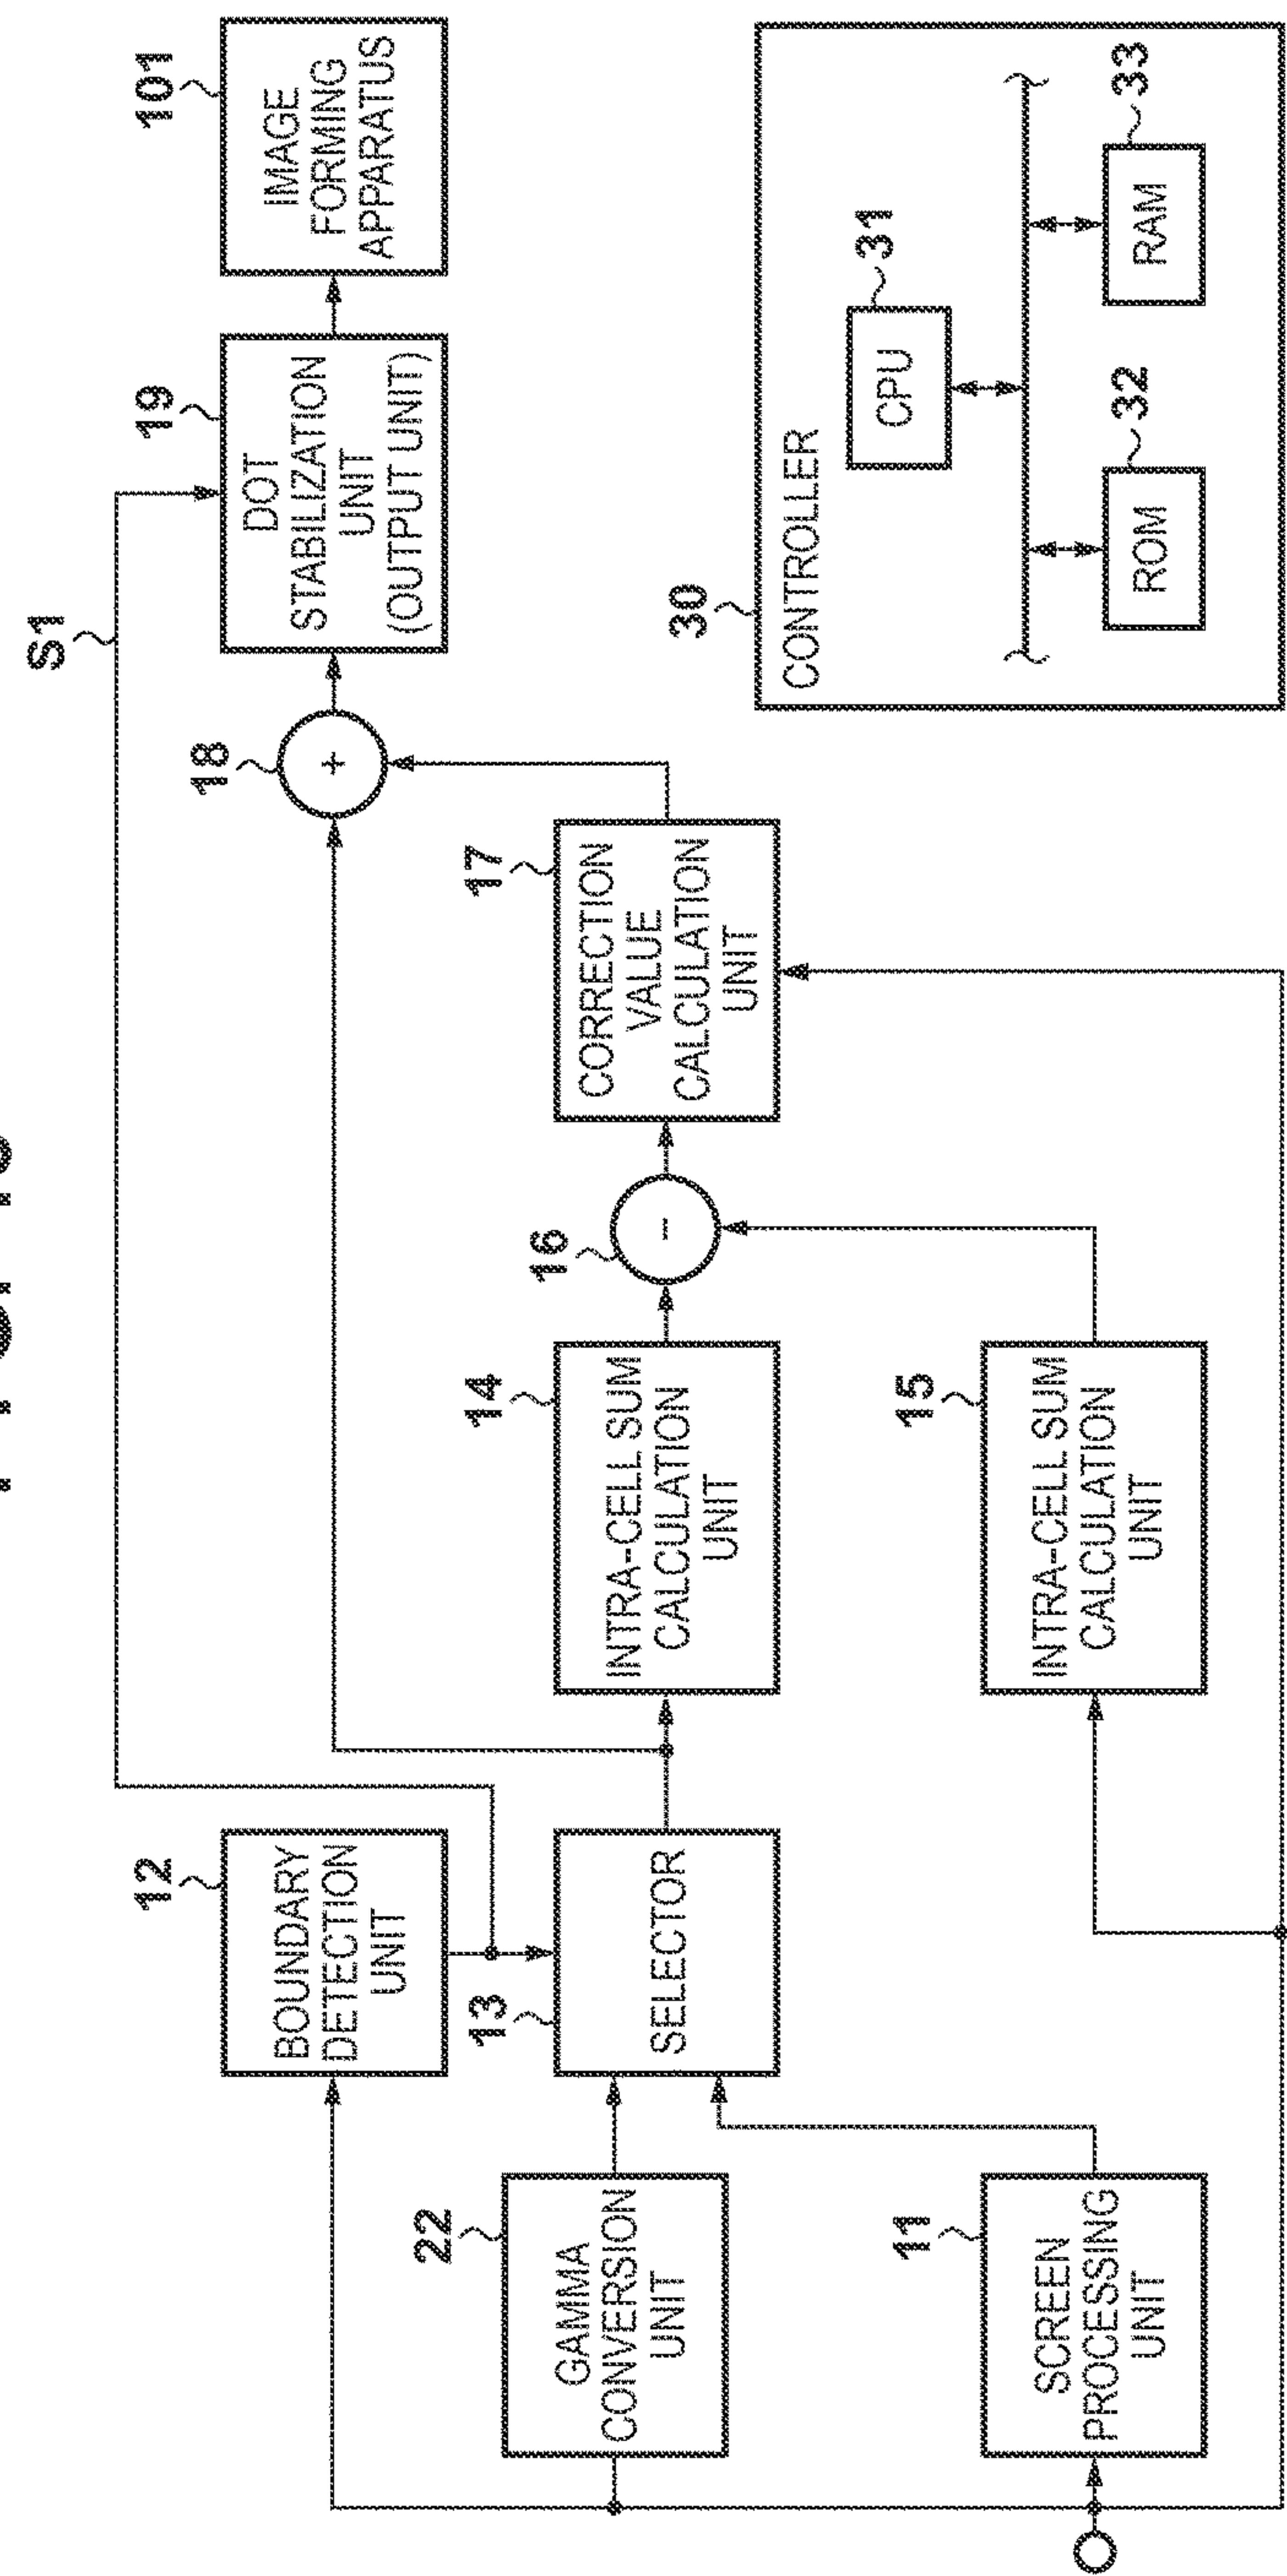 S1
12
BOUNDARY
DETECTION
UNIT
18
+
19
DOT
STABILIZATION
UNIT
(OUTPUT UNIT)
101
IMAGE
FORMING
APPARATUS
22
GAMMA
CONVERSION
UNIT
13
SELECTOR
14
INTRA-CELL SUM
CALCULATION
UNIT
16
-
17
CORRECTION
VALUE
CALCULATION
UNIT
11
SCREEN
PROCESSING
UNIT
15
INTRA-CELL SUM
CALCULATION
UNIT
30
CONTROLLER
31
CPU
32
ROM
33
RAM